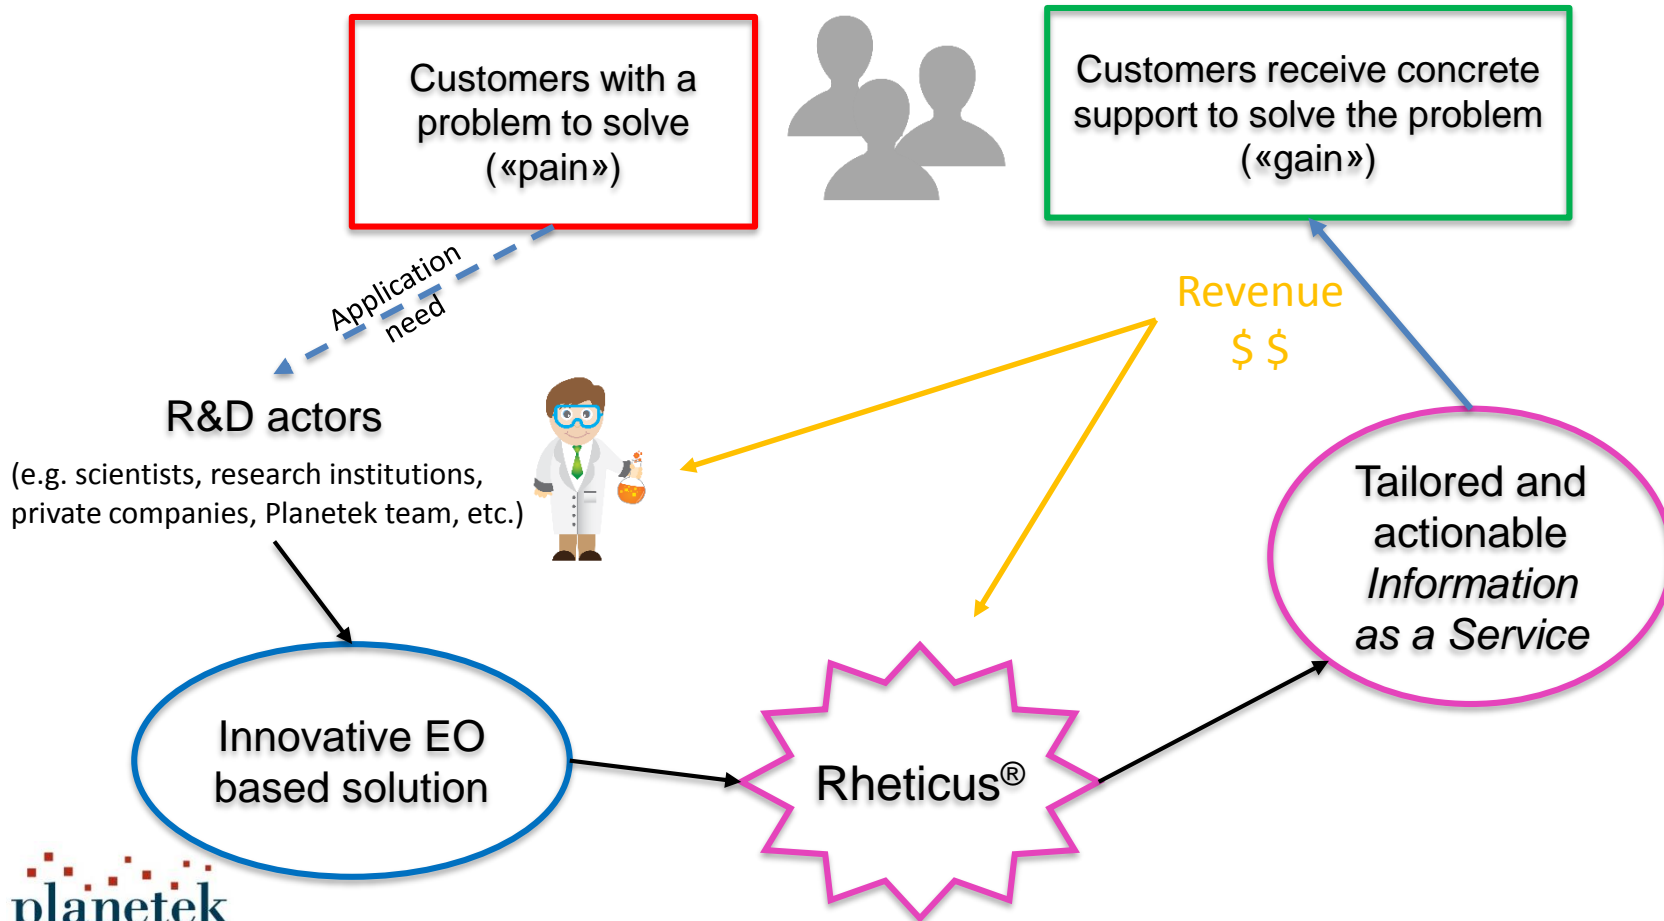 Customers with a
problem to solve
(«pain»)
Customers receive concrete
support to solve the problem
(«gain»)
Application
need
Revenue
$ $
R&D actors
(e.g. scientists, research institutions,
private companies, Planetek team, etc.)
Tailored and
actionable
Information
as a Service
Innovative EO
based solution
Rheticus®
planetek